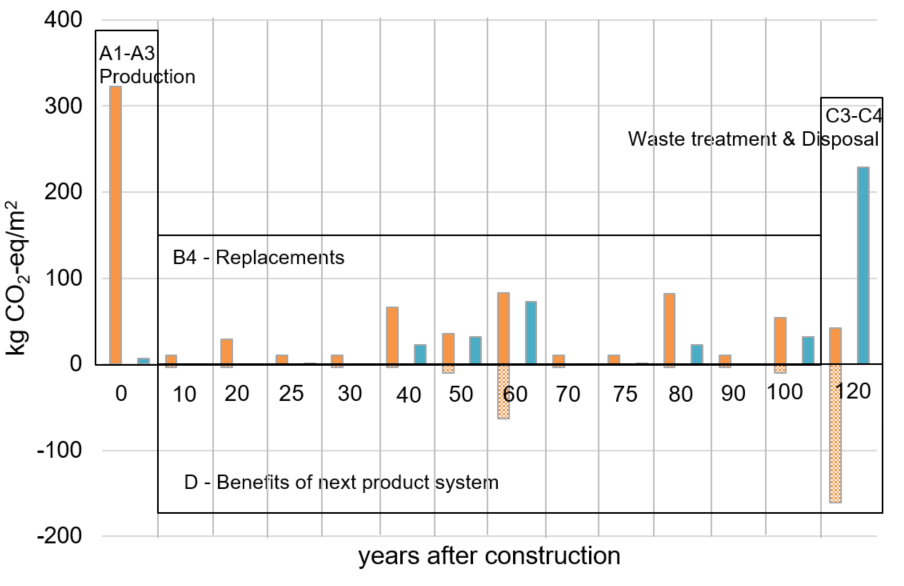 400
A1-A3
Production
300
C3-C4
Waste treatment & Disposal
200
B4 - Replacements
100
kg CO₂-eq/m²
0
0 10 20 25 30 40 50 60 70 75 80 90 100 120
-100
D - Benefits of next product system
-200
years after construction